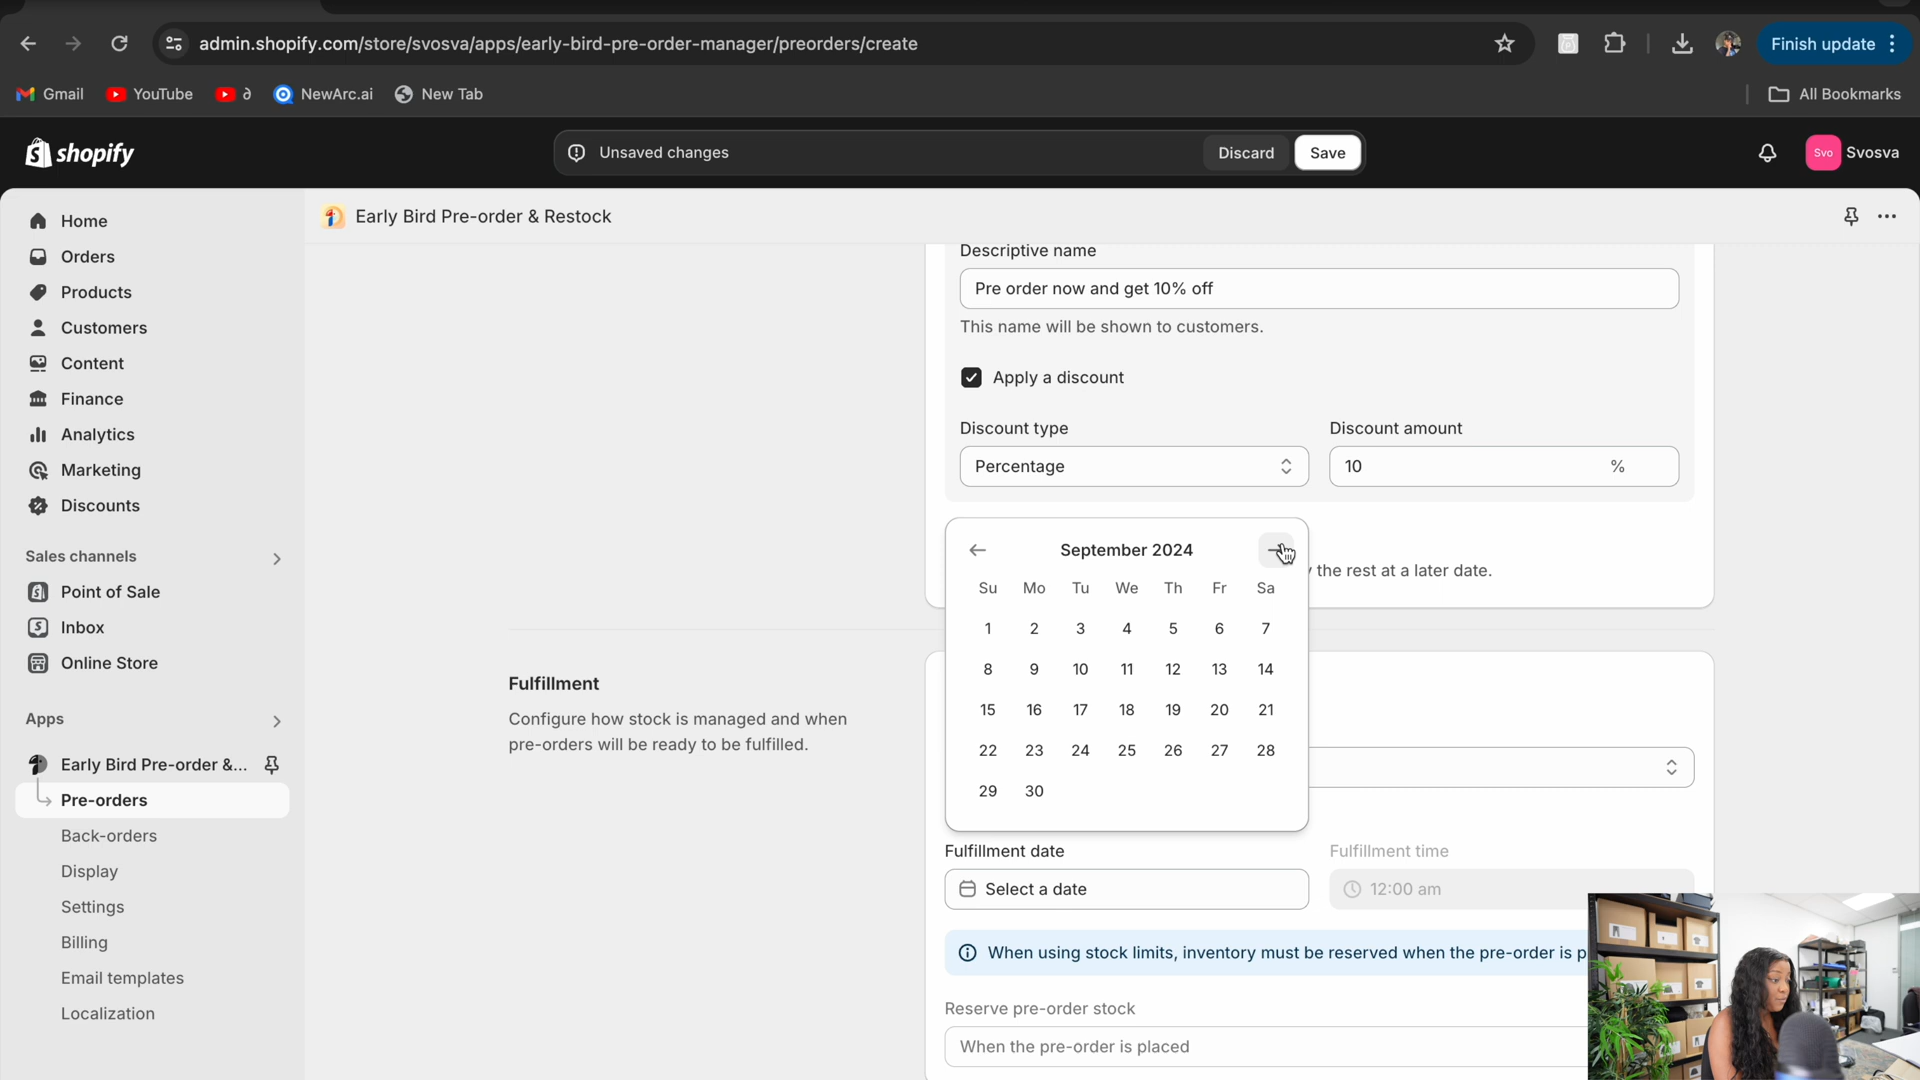 admin.shopify.com/store/svosva/apps/early-bird-pre-order-manager/preorders/create
Finish update
Gmail
YouTube
∂
NewArc.ai
New Tab
All Bookmarks
shopify
Unsaved changes
Discard
Save
Svo
Svosva
Home
Orders
Products
Customers
Content
Finance
Analytics
Marketing
Discounts
Sales channels
Point of Sale
Inbox
Online Store
Apps
Early Bird Pre-order &...
Pre-orders
Back-orders
Display
Settings
Billing
Email templates
Localization
Early Bird Pre-order & Restock
Descriptive name
Pre order now and get 10% off
This name will be shown to customers.
Apply a discount
Discount type
Discount amount
Percentage
10 %
September 2024
Su Mo Tu We Th Fr Sa
1 2 3 4 5 6 7
8 9 10 11 12 13 14
15 16 17 18 19 20 21
22 23 24 25 26 27 28
29 30
the rest at a later date.
Fulfillment
Configure how stock is managed and when
pre-orders will be ready to be fulfilled.
Fulfillment date
Fulfillment time
Select a date
12:00 am
When using stock limits, inventory must be reserved when the pre-order is p
Reserve pre-order stock
When the pre-order is placed